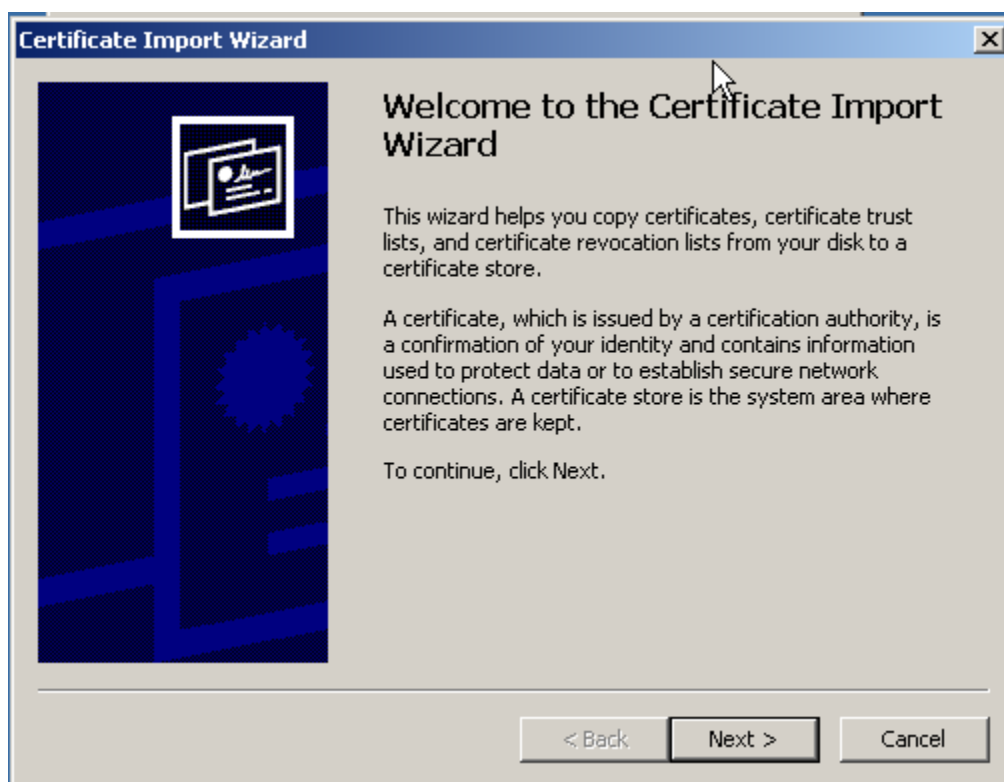 Certificate Import Wizard
Welcome to the Certificate Import
Wizard
This wizard helps you copy certificates, certificate trust
lists, and certificate revocation lists from your disk to a
certificate store.
A certificate, which is issued by a certification authority, is
a confirmation of your identity and contains information
used to protect data or to establish secure network
connections. A certificate store is the system area where
certificates are kept.
To continue, click Next.
< Back Next > Cancel